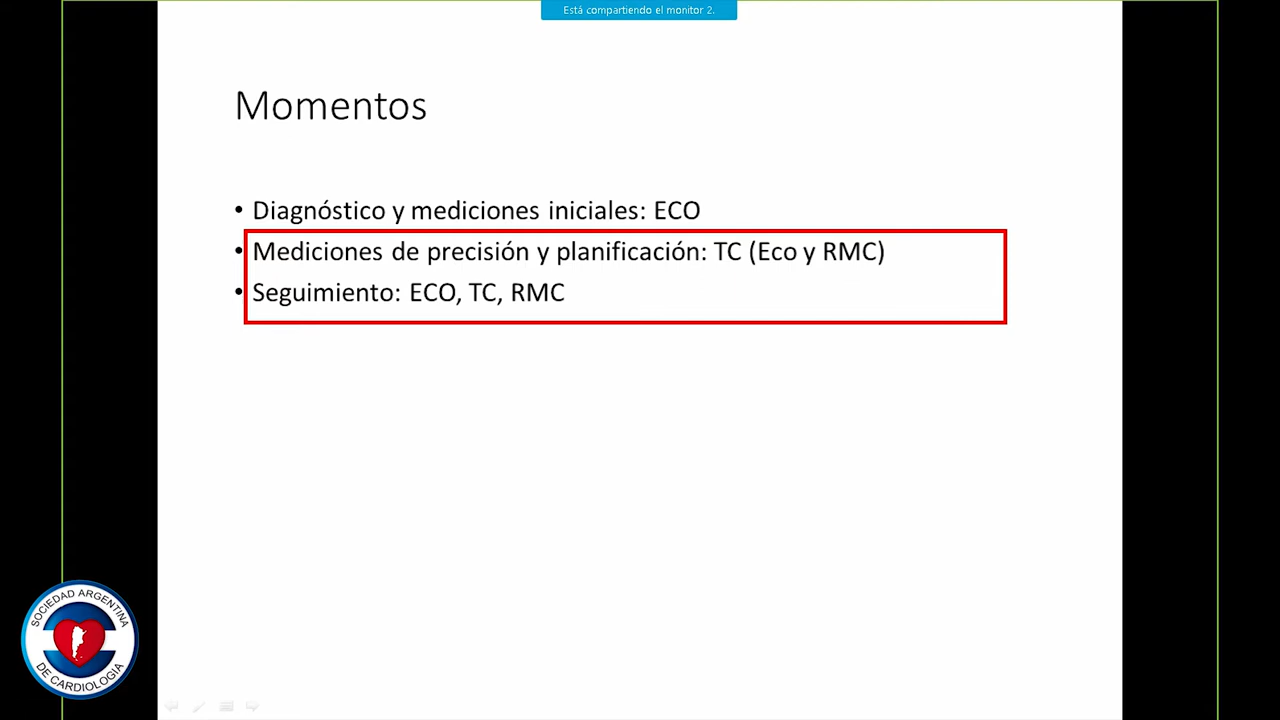 Está compartiendo el monitor 2.
Momentos
• Diagnóstico y mediciones iniciales: ECO
• Mediciones de precisión y planificación: TC (Eco y RMC)
• Seguimiento: ECO, TC, RMC
SOCIEDAD ARGENTINA
DE CARDIOLOGIA